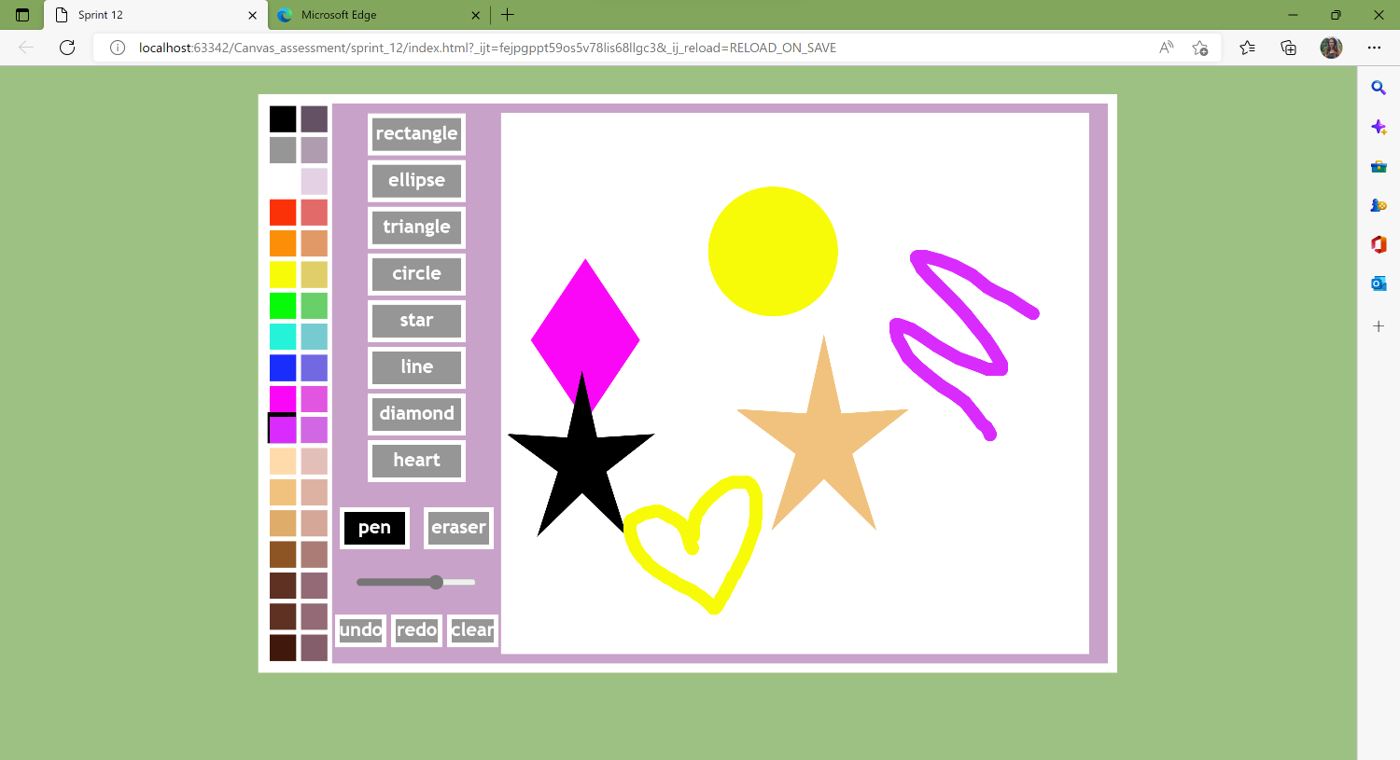 Sprint 12
Microsoft Edge
localhost:63342/Canvas_assessment/sprint_12/index.html?_ijt=fejpgppt59os5v78lis68llgc3&_ij_reload=RELOAD_ON_SAVE
rectangle
ellipse
triangle
circle
star
line
diamond
heart
pen eraser
undo redo clear